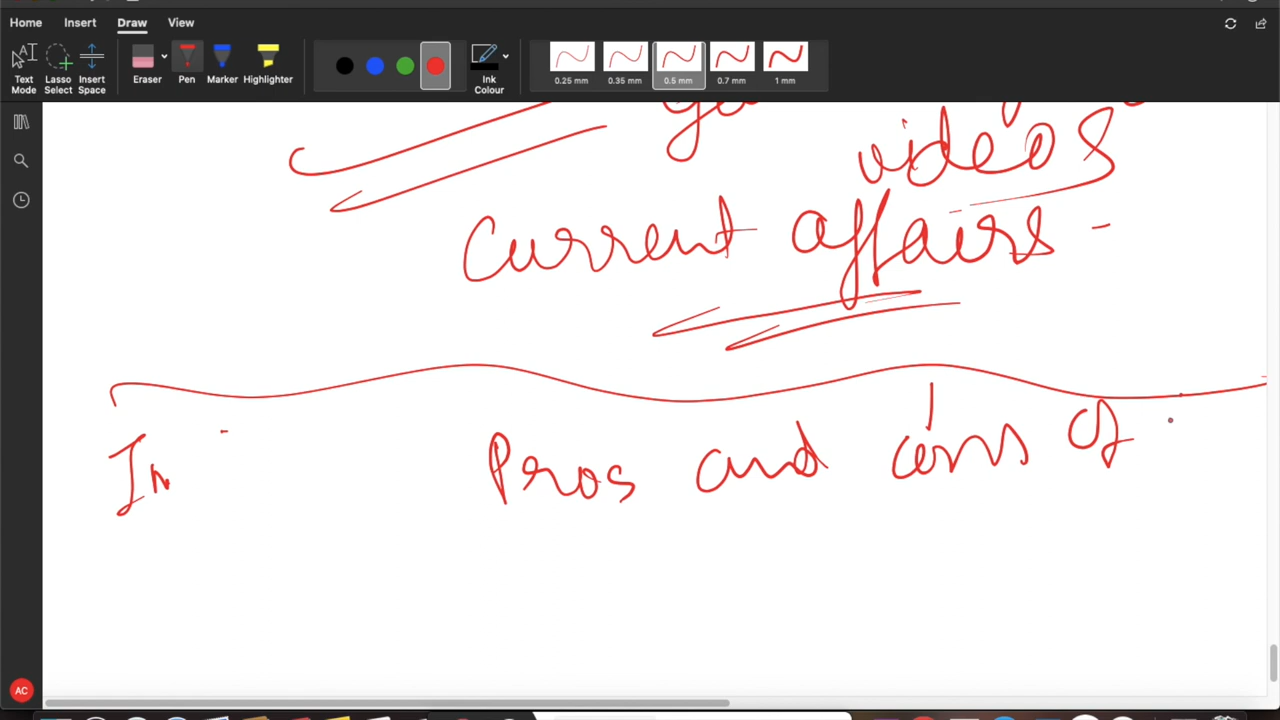 Home Insert Draw View
Text Mode Lasso Select Insert Space Eraser Pen Marker Highlighter Ink Colour 0.25 mm 0.35 mm 0.5 mm 0.7 mm 1 mm
videos
Current affairs -
In Pros and cons of
AC